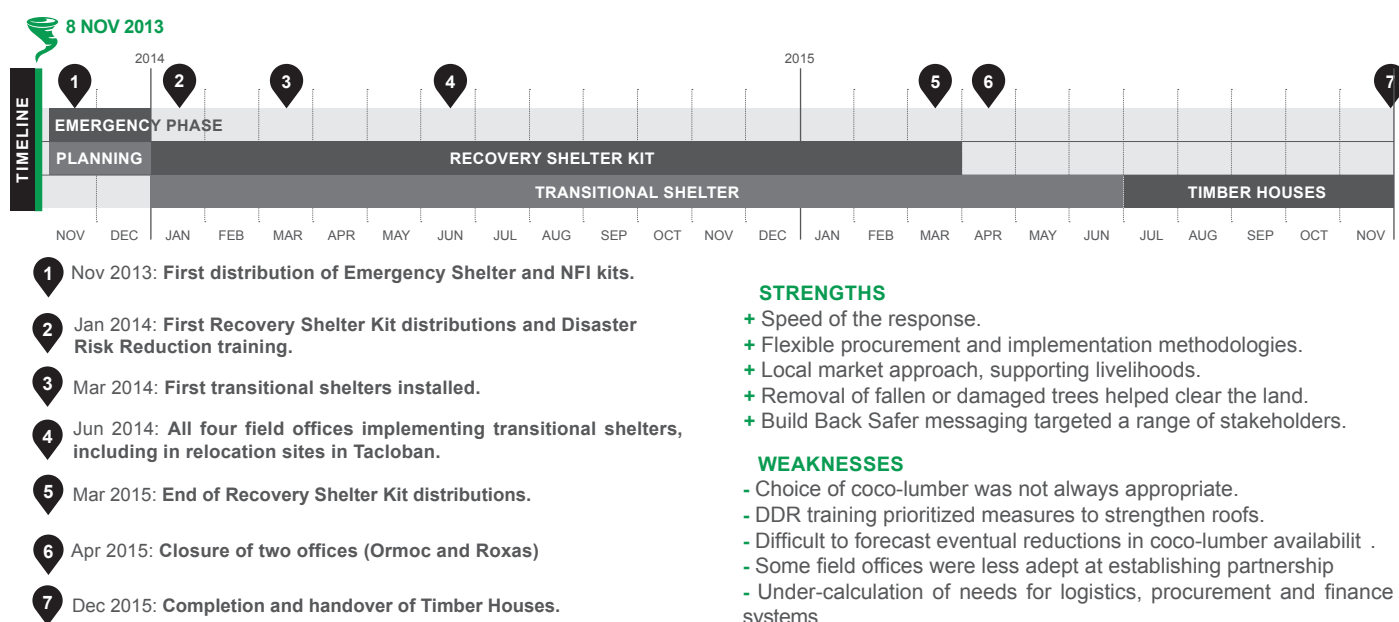 8 NOV 2013
2014
2015
TIMELINE
1
2
3
4
5
6
7
EMERGENCY PHASE
PLANNING
RECOVERY SHELTER KIT
TRANSITIONAL SHELTER
TIMBER HOUSES
NOV DEC JAN FEB MAR APR MAY JUN JUL AUG SEP OCT NOV DEC JAN FEB MAR APR MAY JUN JUL AUG SEP OCT NOV
1 Nov 2013: First distribution of Emergency Shelter and NFI kits.
2 Jan 2014: First Recovery Shelter Kit distributions and Disaster
Risk Reduction training.
3 Mar 2014: First transitional shelters installed.
4 Jun 2014: All four field offices implementing transitional shelters,
including in relocation sites in Tacloban.
5 Mar 2015: End of Recovery Shelter Kit distributions.
6 Apr 2015: Closure of two offices (Ormoc and Roxas)
7 Dec 2015: Completion and handover of Timber Houses.
STRENGTHS
+ Speed of the response.
+ Flexible procurement and implementation methodologies.
+ Local market approach, supporting livelihoods.
+ Removal of fallen or damaged trees helped clear the land.
+ Build Back Safer messaging targeted a range of stakeholders.
WEAKNESSES
- Choice of coco-lumber was not always appropriate.
- DDR training prioritized measures to strengthen roofs.
- Difficult to forecast eventual reductions in coco-lumber availabilit .
- Some field offices were less adept at establishing partnership
- Under-calculation of needs for logistics, procurement and finance
systems